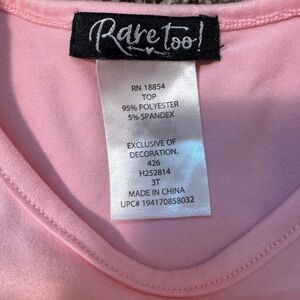 Rare too!
RN 18854
TOP
95% POLYESTER
5% SPANDEX
EXCLUSIVE OF
DECORATION.
426
H252814
3T
MADE IN CHINA
UPC# 194170858032